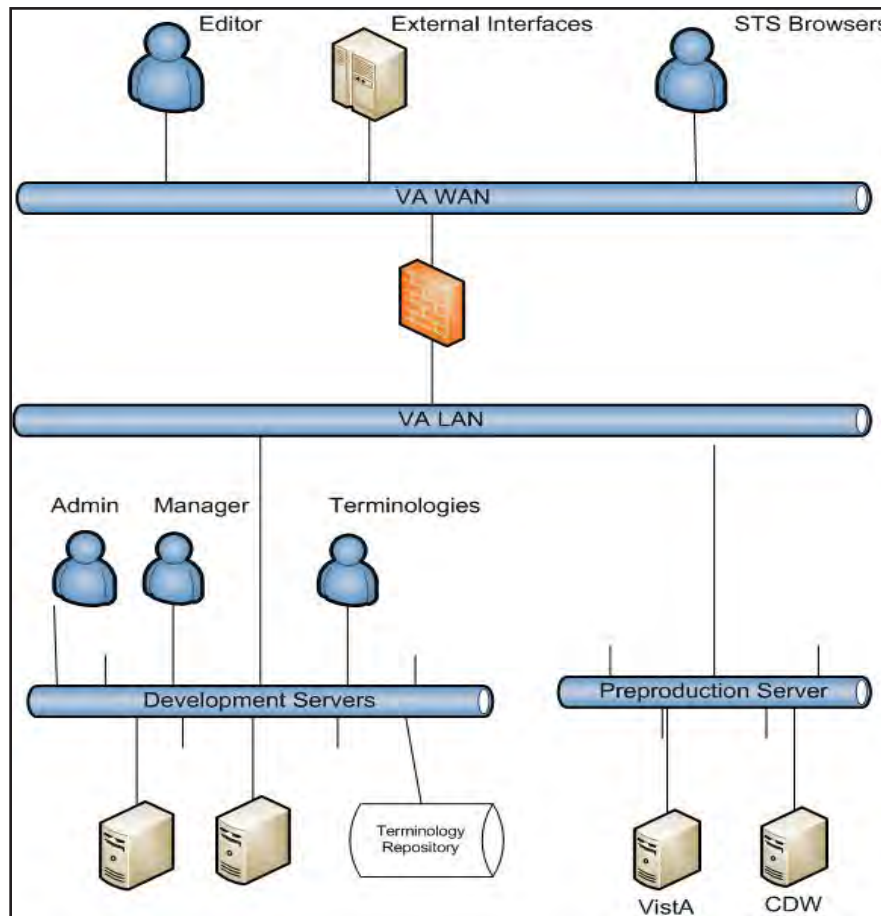 Editor
External Interfaces
STS Browsers
VA WAN
VA LAN
Admin
Manager
Terminologies
Development Servers
Preproduction Server
Terminology
Repository
VistA
CDW